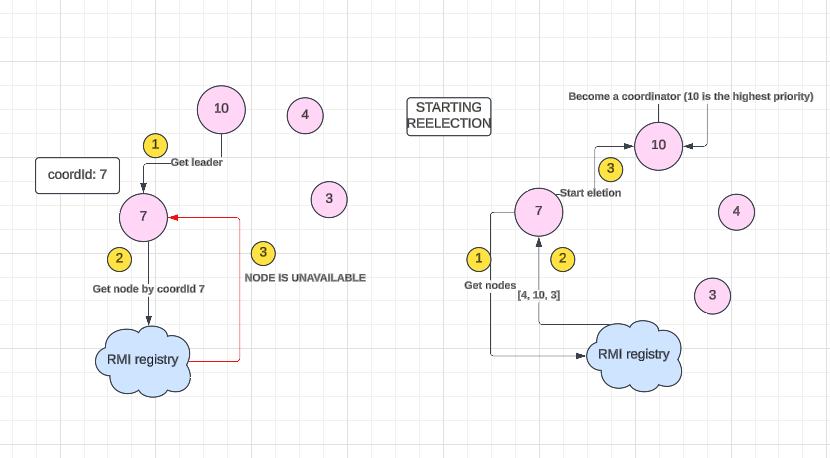 10
4
1
Get leader
coordId: 7
3
7
2
3
NODE IS UNAVAILABLE
Get node by coordId 7
RMI registry
STARTING
REELECTION
Become a coordinator (10 is the highest priority)
10
3
Start eletion
7
4
1
2
Get nodes
[4, 10, 3]
3
RMI registry